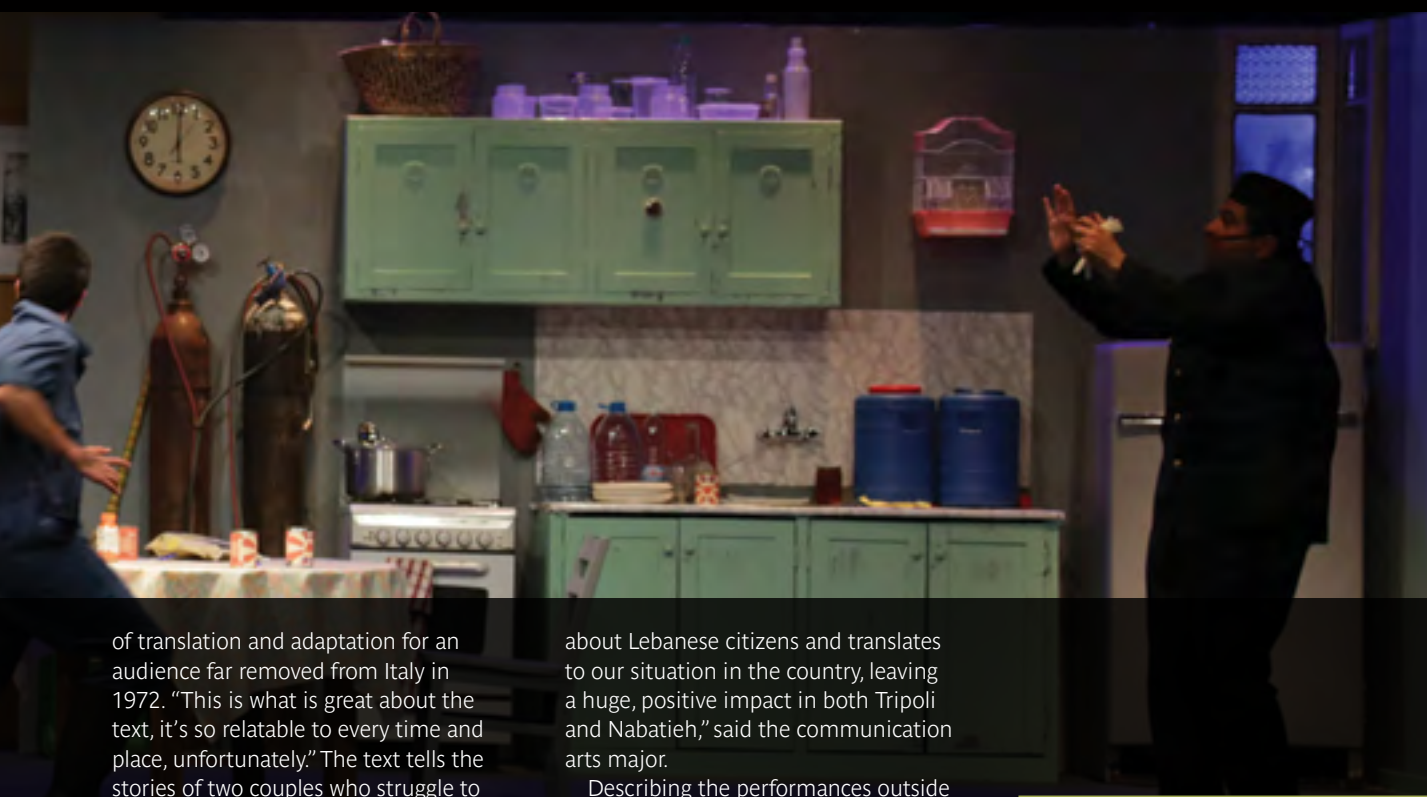 of translation and adaptation for an
audience far removed from Italy in
1972. “This is what is great about the
text, it’s so relatable to every time and
place, unfortunately.” The text tells the
stories of two couples who struggle to
about Lebanese citizens and translates
to our situation in the country, leaving
a huge, positive impact in both Tripoli
and Nabatieh,” said the communication
arts major.
Describing the performances outside